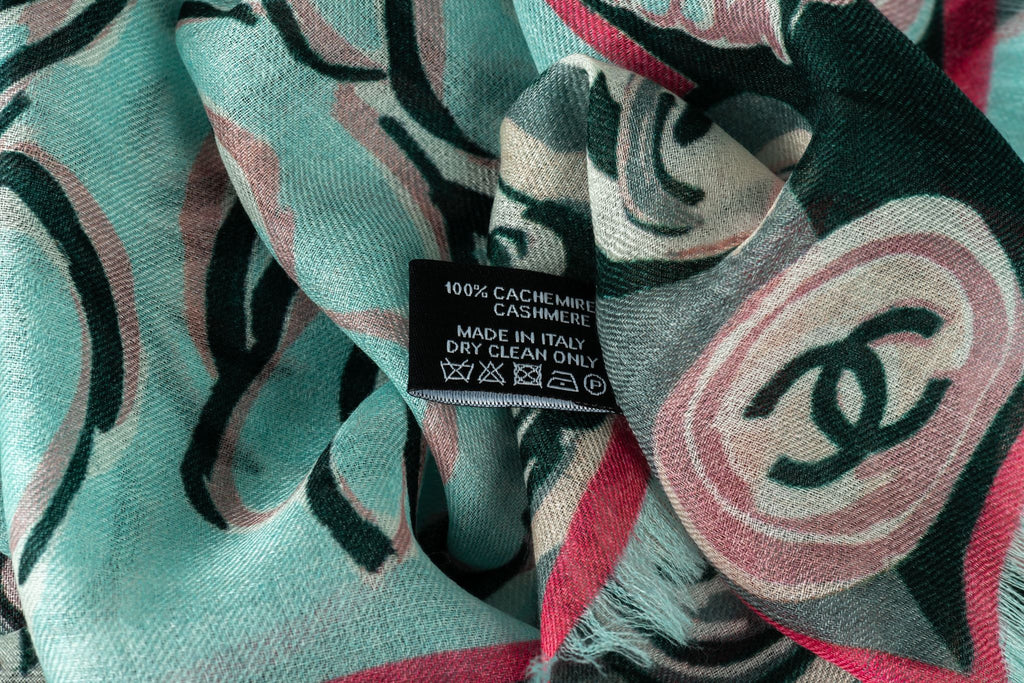 100% CACHEMIRE
CASHMERE
MADE IN ITALY
DRY CLEAN ONLY
P